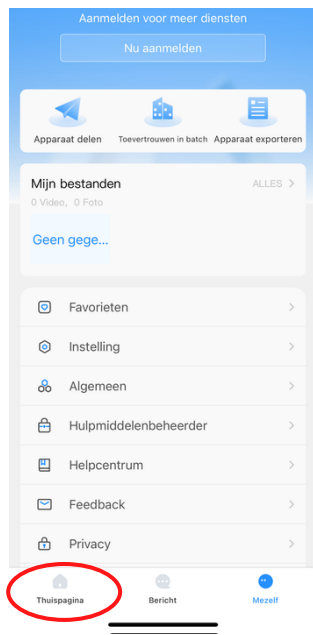 Aanmelden voor meer diensten
Nu aanmelden
Apparaat delen Toevertrouwen in batch Apparaat exporteren
Mijn bestanden ALLES
0 Video, 0 Foto
Geen gege...
Favorieten
Instelling
Algemeen
Hulpmiddelenbeheerder
Helpcentrum
Feedback
Privacy
Thuispagina Bericht Mezelf